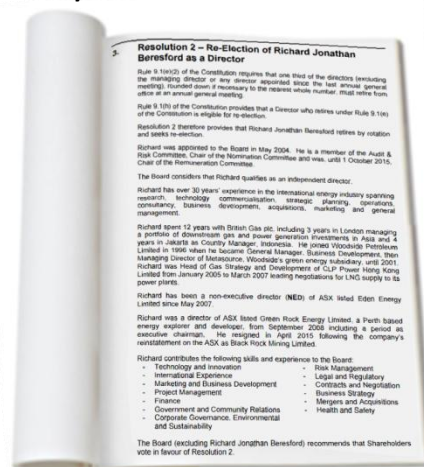 3. Resolution 2 – Re-Election of Richard Jonathan
Beresford as a Director
Rule 9.1(e)(2) of the Constitution requires that one third of the directors (excluding
the managing director or any director appointed since the last annual general
meeting), rounded down if necessary to the nearest whole number, must retire from
office at an annual general meeting.
Rule 9.1(h) of the Constitution provides that a Director who retires under Rule 9.1(e)
of the Constitution is eligible for re-election.
Resolution 2 therefore provides that Richard Jonathan Beresford retires by rotation
and seeks re-election.
Richard was appointed to the Board in May 2004. He is a member of the Audit &
Risk Committee, Chair of the Nomination Committee and was, until 1 October 2015,
Chair of the Remuneration Committee.
The Board considers that Richard qualifies as an independent director.
Richard has over 30 years' experience in the international energy industry spanning
research, technology commercialisation, strategic planning, operations,
consultancy, business development, acquisitions, marketing and general
management.
Richard spent 12 years with British Gas plc, including 3 years in London managing
a portfolio of downstream gas and power generation investments in Asia and 4
years in Jakarta as Country Manager, Indonesia. He joined Woodside Petroleum
Limited in 1996 when he became General Manager, Business Development, then
Managing Director of Metasource, Woodside's green energy subsidiary, until 2001.
Richard was Head of Gas Strategy and Development of CLP Power Hong Kong
Limited from January 2005 to March 2007 leading negotiations for LNG supply to its
power plants.
Richard has been a non-executive director (NED) of ASX listed Eden Energy
Limited since May 2007.
Richard was a director of ASX listed Green Rock Energy Limited, a Perth based
energy explorer and developer, from September 2008 including a period as
executive chairman. He resigned in April 2015 following the company's
reinstatement on the ASX as Black Rock Mining Limited.
Richard contributes the following skills and experience to the Board:
- Technology and Innovation
- International Experience
- Marketing and Business Development
- Project Management
- Finance
- Government and Community Relations
- Corporate Governance, Environmental
and Sustainability
- Risk Management
- Legal and Regulatory
- Contracts and Negotiation
- Business Strategy
- Mergers and Acquisitions
- Health and Safety
The Board (excluding Richard Jonathan Beresford) recommends that Shareholders
vote in favour of Resolution 2.